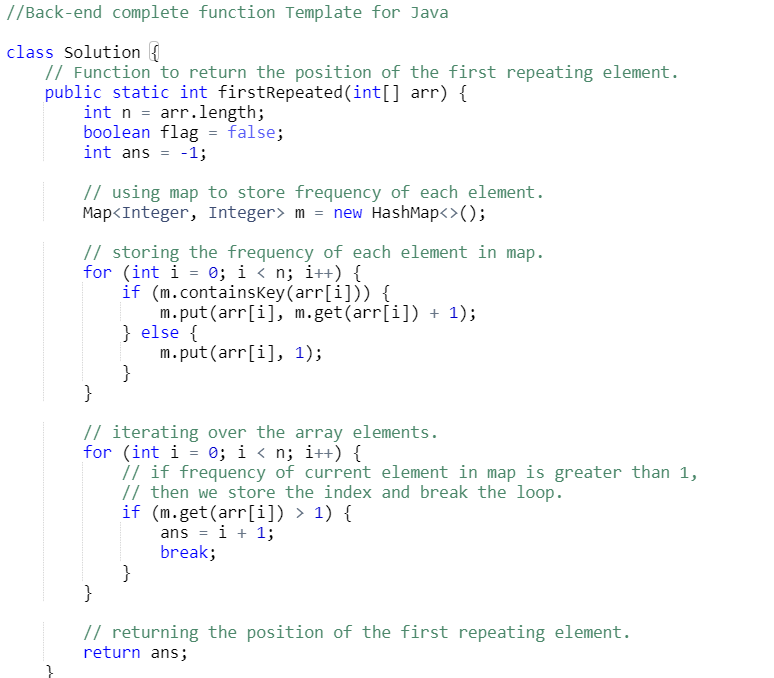 //Back-end complete function Template for Java

class Solution {
    // Function to return the position of the first repeating element.
    public static int firstRepeated(int[] arr) {
        int n = arr.length;
        boolean flag = false;
        int ans = -1;

        // using map to store frequency of each element.
        Map<Integer, Integer> m = new HashMap<>();

        // storing the frequency of each element in map.
        for (int i = 0; i < n; i++) {
            if (m.containsKey(arr[i])) {
                m.put(arr[i], m.get(arr[i]) + 1);
            } else {
                m.put(arr[i], 1);
            }
        }

        // iterating over the array elements.
        for (int i = 0; i < n; i++) {
            // if frequency of current element in map is greater than 1,
            // then we store the index and break the loop.
            if (m.get(arr[i]) > 1) {
                ans = i + 1;
                break;
            }
        }

        // returning the position of the first repeating element.
        return ans;
    }